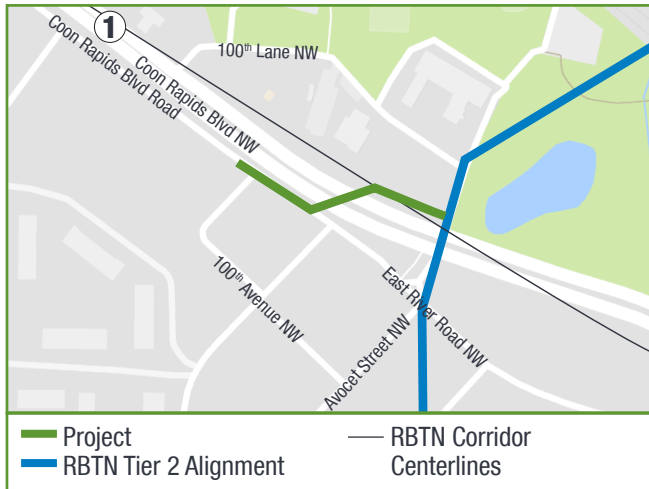 1
100th Lane NW
Coon Rapids Blvd Road
Coon Rapids Blvd NW
100th Avenue NW
East River Road NW
Avocet Street NW
Project
RBTN Tier 2 Alignment
RBTN Corridor
Centerlines